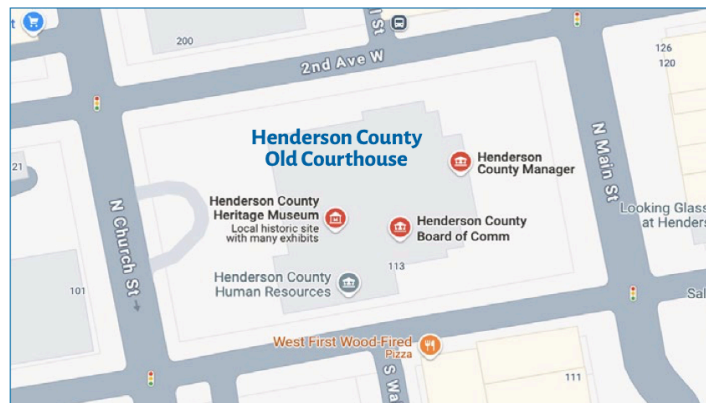 t
200
l St
2nd Ave W
126
120
N Main St
Henderson County
Old Courthouse
Henderson
County Manager
21
N Church St
Henderson County
Heritage Museum
Local historic site
with many exhibits
Henderson County
Board of Comm
Looking Glass
at Henders
113
Henderson County
Human Resources
101
Sal
West First Wood-Fired
Pizza
S Wa
111